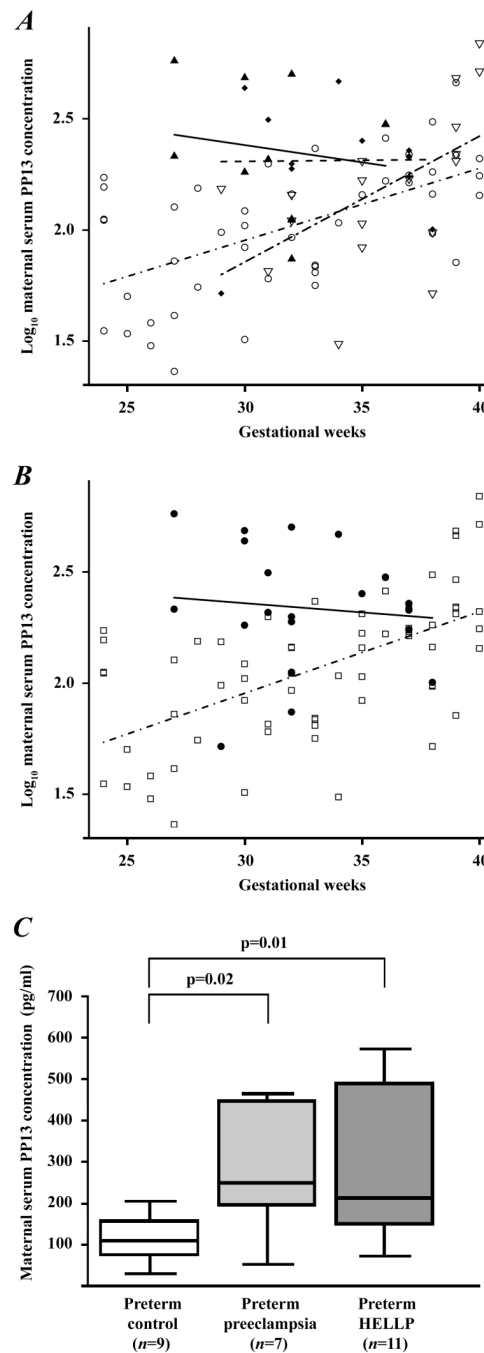 A
Log10 maternal serum PP13 concentration
2.5
2.0
1.5
25
30
35
40
Gestational weeks
B
Log10 maternal serum PP13 concentration
2.5
2.0
1.5
25
30
35
40
Gestational weeks
C
p=0.01
p=0.02
Maternal serum PP13 concentration (pg/ml)
700
600
500
400
300
200
100
Preterm
control
(n=9)
Preterm
preeclampsia
(n=7)
Preterm
HELLP
(n=11)